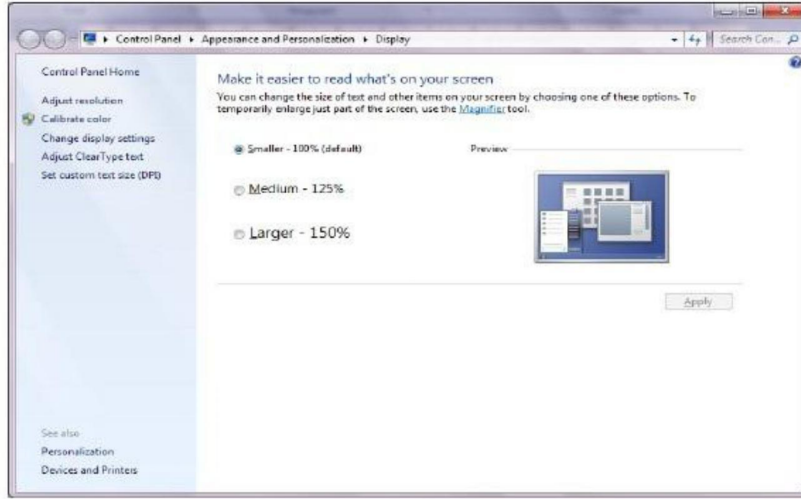 Control Panel ▸ Appearance and Personalization ▸ Display
Search Con...
Control Panel Home
Adjust resolution
Calibrate color
Change display settings
Adjust ClearType text
Set custom text size (DPI)
See also
Personalization
Devices and Printers
Make it easier to read what's on your screen
You can change the size of text and other items on your screen by choosing one of these options. To
temporarily enlarge just part of the screen, use the Magnifier tool.
Smaller - 100% (default)
Preview
Medium - 125%
Larger - 150%
Apply